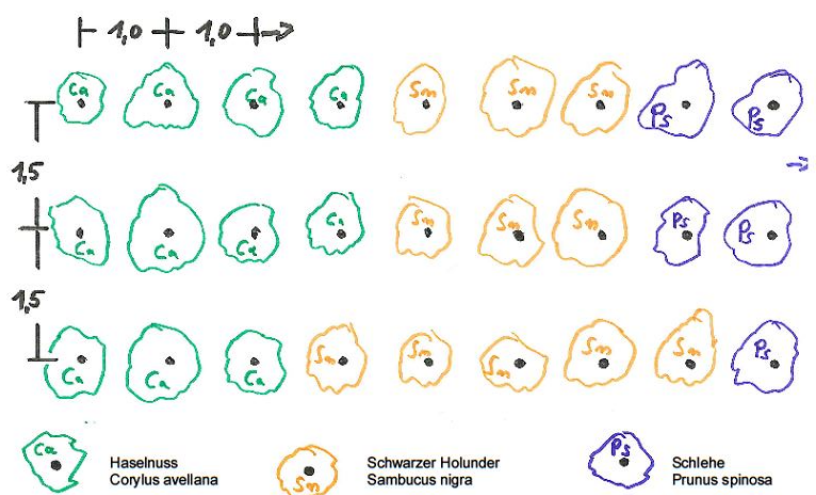 1,0 1,0
Ca Ca Ca Ca Sn Sn Sn Ps Ps
1,5
Ca Ca Ca Ca Sn Sn Sn Ps Ps
1,5
Ca Ca Ca Sn Sn Sn Sn Sn Ps
Ca Haselnuss
Corylus avellana
Sn Schwarzer Holunder
Sambucus nigra
Ps Schlehe
Prunus spinosa